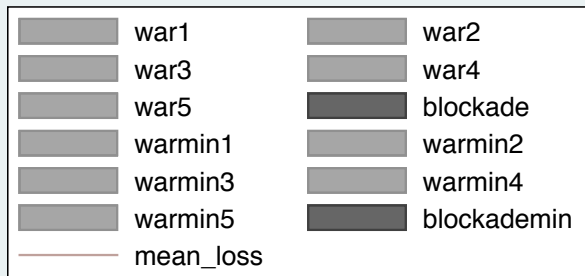 war1 war2
war3 war4
war5 blockade
warmin1 warmin2
warmin3 warmin4
warmin5 blockademin
mean_loss